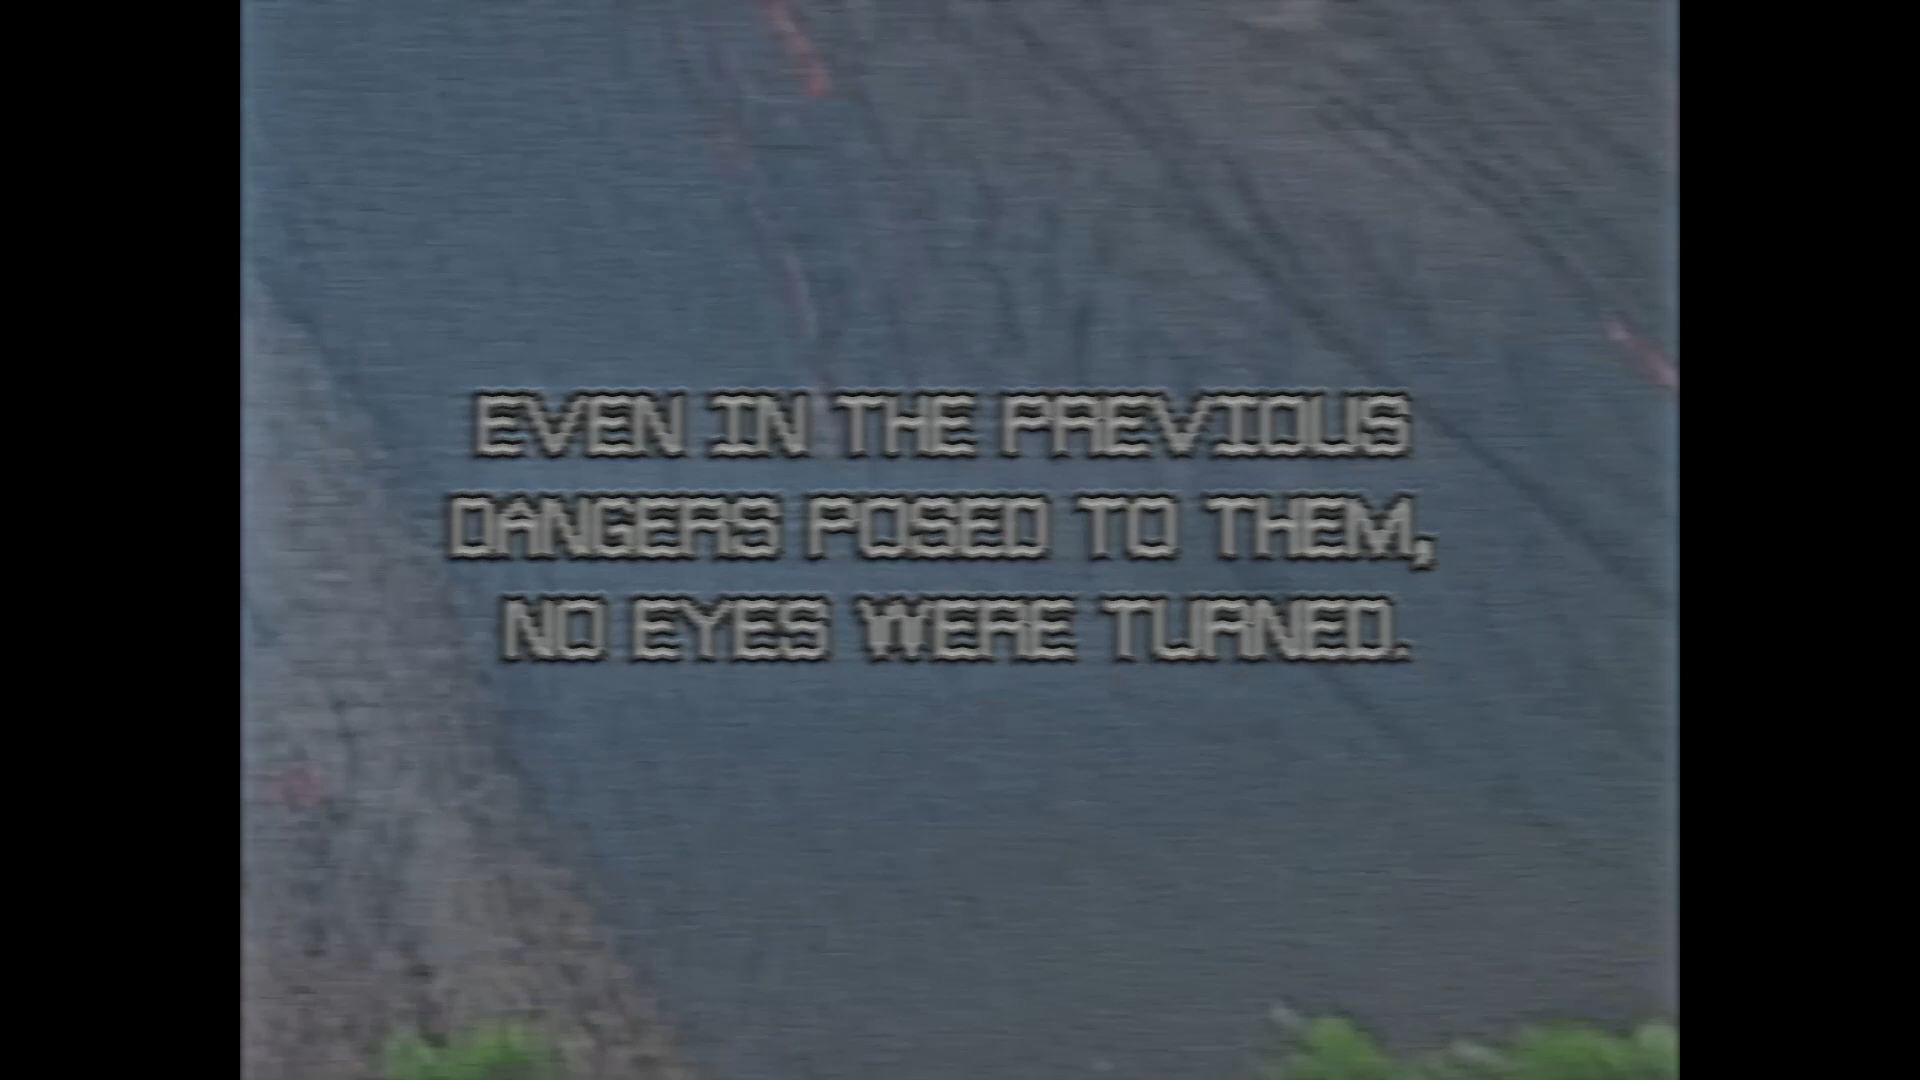 EVEN IN THE PREVIOUS
DANGERS POSED TO THEM,
NO EYES WERE TURNED.